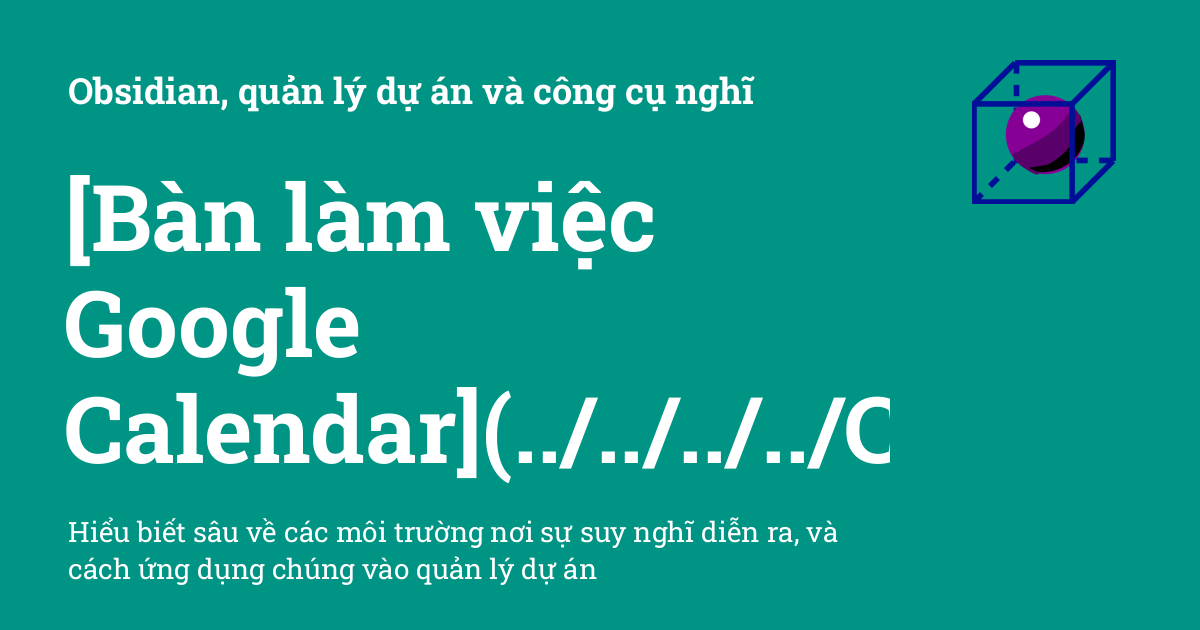 Obsidian, quản lý dự án và công cụ nghĩ
[Bàn làm việc
Google
Calendar](../../../../C
Hiểu biết sâu về các môi trường nơi sự suy nghĩ diễn ra, và
cách ứng dụng chúng vào quản lý dự án